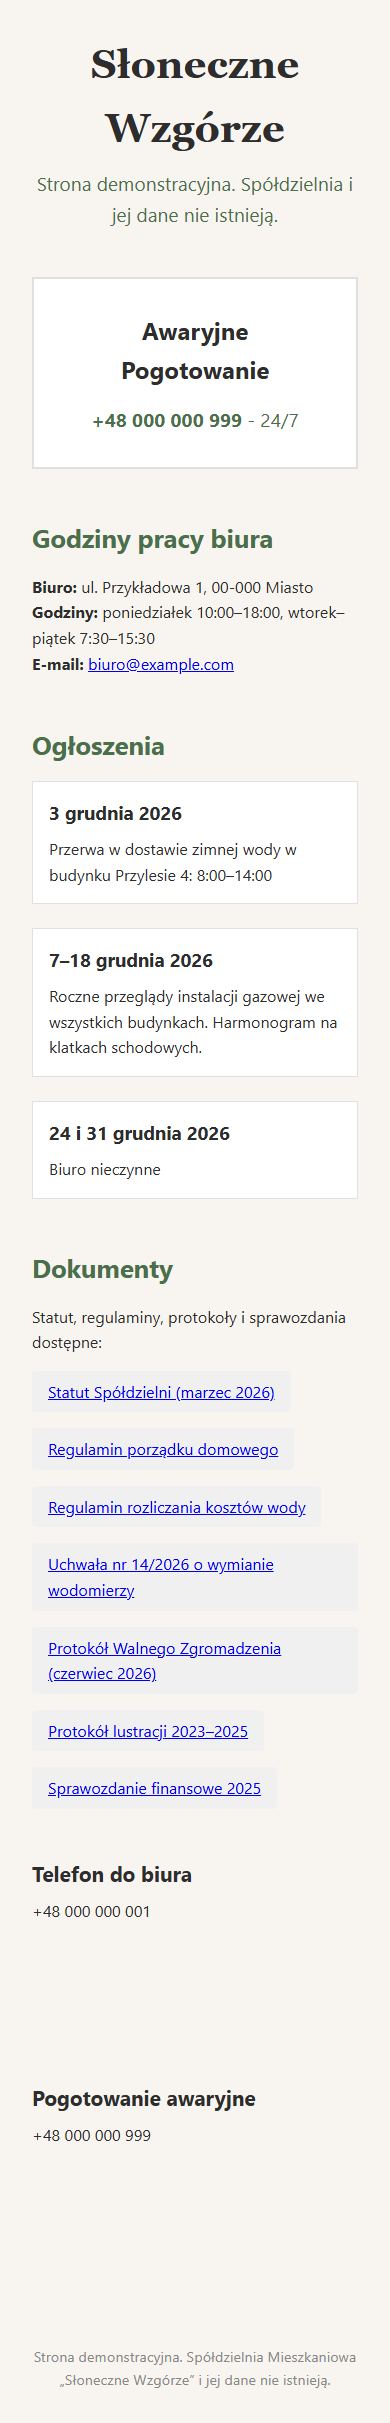 Słoneczne
Wzgórze
Strona demonstracyjna. Spółdzielnia i
jej dane nie istnieją.
Awaryjne
Pogotowanie
+48 000 000 999 - 24/7
Godziny pracy biura
Biuro: ul. Przykładowa 1, 00-000 Miasto
Godziny: poniedziałek 10:00–18:00, wtorek–
piątek 7:30–15:30
E-mail: biuro@example.com
Ogłoszenia
3 grudnia 2026
Przerwa w dostawie zimnej wody w
budynku Przylesie 4: 8:00–14:00
7–18 grudnia 2026
Roczne przeglądy instalacji gazowej we
wszystkich budynkach. Harmonogram na
klatkach schodowych.
24 i 31 grudnia 2026
Biuro nieczynne
Dokumenty
Statut, regulaminy, protokoły i sprawozdania
dostępne:
Statut Spółdzielni (marzec 2026)
Regulamin porządku domowego
Regulamin rozliczania kosztów wody
Uchwała nr 14/2026 o wymianie
wodomierzy
Protokół Walnego Zgromadzenia
(czerwiec 2026)
Protokół lustracji 2023–2025
Sprawozdanie finansowe 2025
Telefon do biura
+48 000 000 001
Pogotowanie awaryjne
+48 000 000 999
Strona demonstracyjna. Spółdzielnia Mieszkaniowa
„Słoneczne Wzgórze” i jej dane nie istnieją.